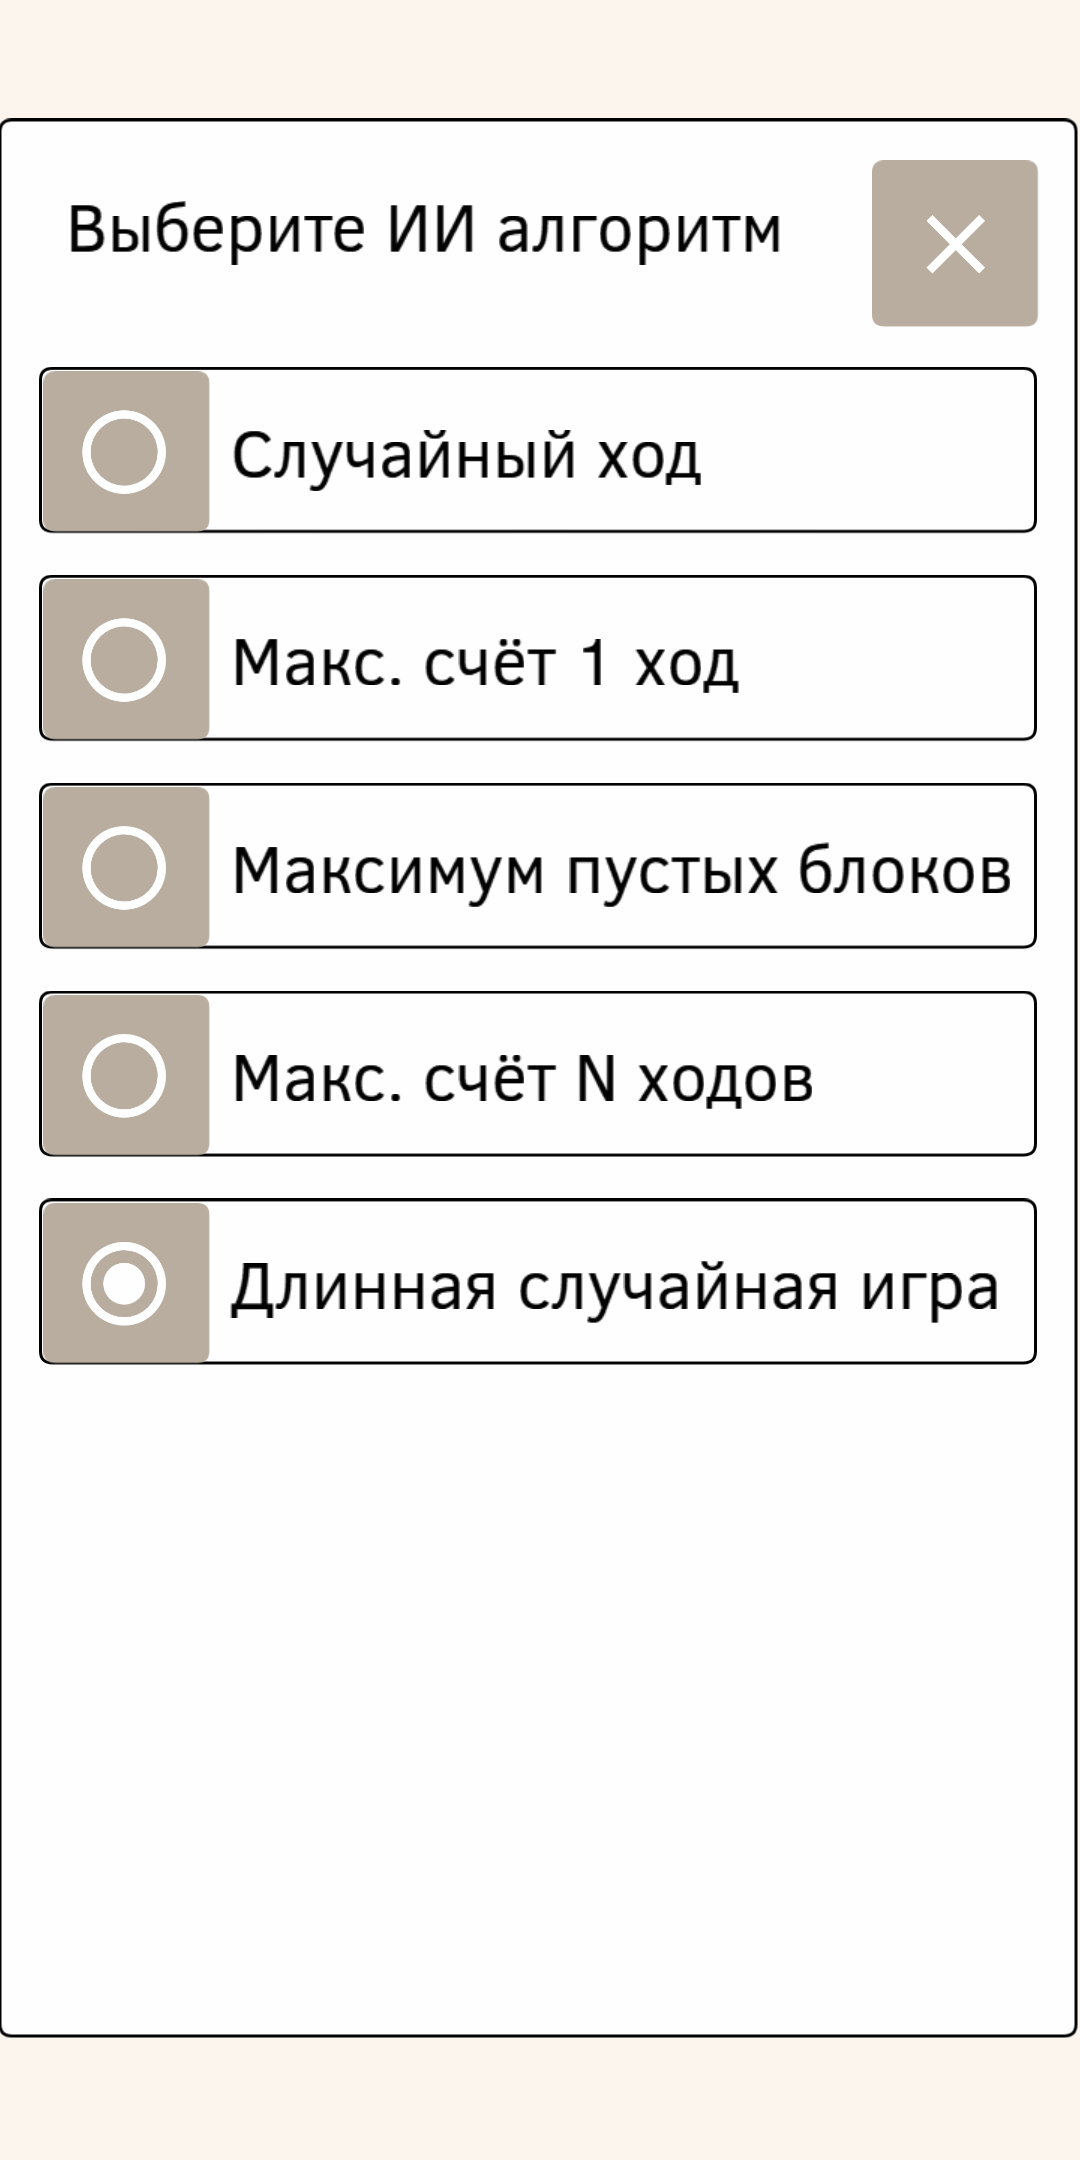 Выберите ИИ алгоритм
Случайный ход
Макс. счёт 1 ход
Максимум пустых блоков
Макс. счёт N ходов
Длинная случайная игра